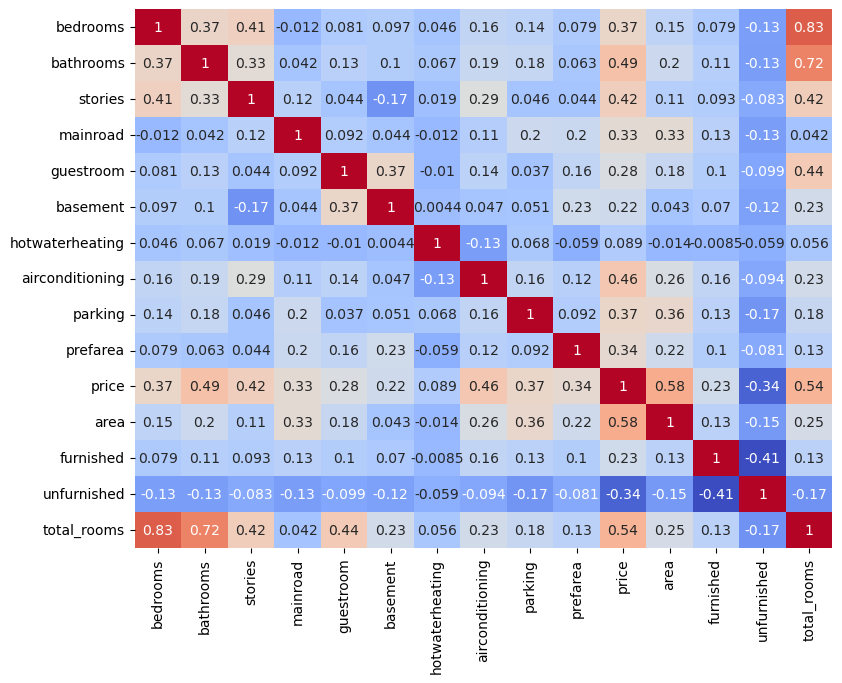 bedrooms 1 0.37 0.41 -0.012 0.081 0.097 0.046 0.16 0.14 0.079 0.37 0.15 0.079 -0.13 0.83
bathrooms 0.37 1 0.33 0.042 0.13 0.1 0.067 0.19 0.18 0.063 0.49 0.2 0.11 -0.13 0.72
stories 0.41 0.33 1 0.12 0.044 -0.17 0.019 0.29 0.046 0.044 0.42 0.11 0.093 -0.083 0.42
mainroad -0.012 0.042 0.12 1 0.092 0.044 -0.012 0.11 0.2 0.2 0.33 0.33 0.13 -0.13 0.042
guestroom 0.081 0.13 0.044 0.092 1 0.37 -0.01 0.14 0.037 0.16 0.28 0.18 0.1 -0.099 0.44
basement 0.097 0.1 -0.17 0.044 0.37 1 0.0044 0.047 0.051 0.23 0.22 0.043 0.07 -0.12 0.23
hotwaterheating 0.046 0.067 0.019 -0.012 -0.01 0.0044 1 -0.13 0.068 -0.059 0.089 -0.014 -0.0085 -0.059 0.056
airconditioning 0.16 0.19 0.29 0.11 0.14 0.047 -0.13 1 0.16 0.12 0.46 0.26 0.16 -0.094 0.23
parking 0.14 0.18 0.046 0.2 0.037 0.051 0.068 0.16 1 0.092 0.37 0.36 0.13 -0.17 0.18
prefarea 0.079 0.063 0.044 0.2 0.16 0.23 -0.059 0.12 0.092 1 0.34 0.22 0.1 -0.081 0.13
price 0.37 0.49 0.42 0.33 0.28 0.22 0.089 0.46 0.37 0.34 1 0.58 0.23 -0.34 0.54
area 0.15 0.2 0.11 0.33 0.18 0.043 -0.014 0.26 0.36 0.22 0.58 1 0.13 -0.15 0.25
furnished 0.079 0.11 0.093 0.13 0.1 0.07 -0.0085 0.16 0.13 0.1 0.23 0.13 1 -0.41 0.13
unfurnished -0.13 -0.13 -0.083 -0.13 -0.099 -0.12 -0.059 -0.094 -0.17 -0.081 -0.34 -0.15 -0.41 1 -0.17
total_rooms 0.83 0.72 0.42 0.042 0.44 0.23 0.056 0.23 0.18 0.13 0.54 0.25 0.13 -0.17 1
bedrooms bathrooms stories mainroad guestroom basement hotwaterheating airconditioning parking prefarea price area furnished unfurnished total_rooms